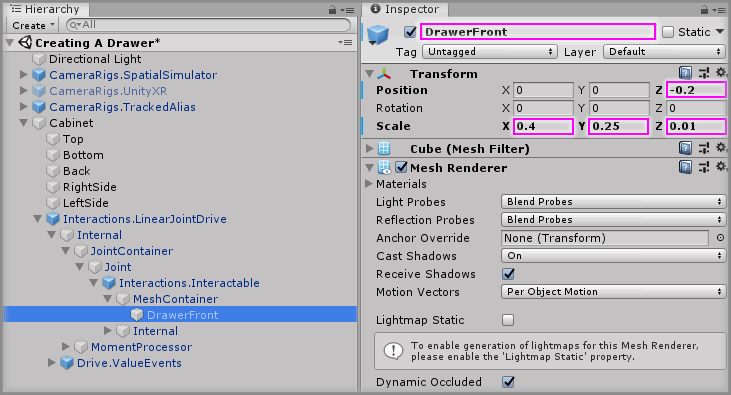 Hierarchy
Create
All
Creating A Drawer*
Directional Light
CameraRigs.SpatialSimulator
CameraRigs.UnityXR
CameraRigs.TrackedAlias
Cabinet
Top
Bottom
Back
RightSide
LeftSide
Interactions.LinearJointDrive
Internal
JointContainer
Joint
Interactions.Interactable
MeshContainer
DrawerFront
Internal
MomentProcessor
Drive.ValueEvents
Inspector
DrawerFront Static
Tag Untagged Layer Default
Transform
Position X 0 Y 0 Z -0.2
Rotation X 0 Y 0 Z 0
Scale X 0.4 Y 0.25 Z 0.01
Cube (Mesh Filter)
Mesh Renderer
Materials
Light Probes Blend Probes
Reflection Probes Blend Probes
Anchor Override None (Transform)
Cast Shadows On
Receive Shadows
Motion Vectors Per Object Motion
Lightmap Static
To enable generation of lightmaps for this Mesh Renderer,
please enable the 'Lightmap Static' property.
Dynamic Occluded